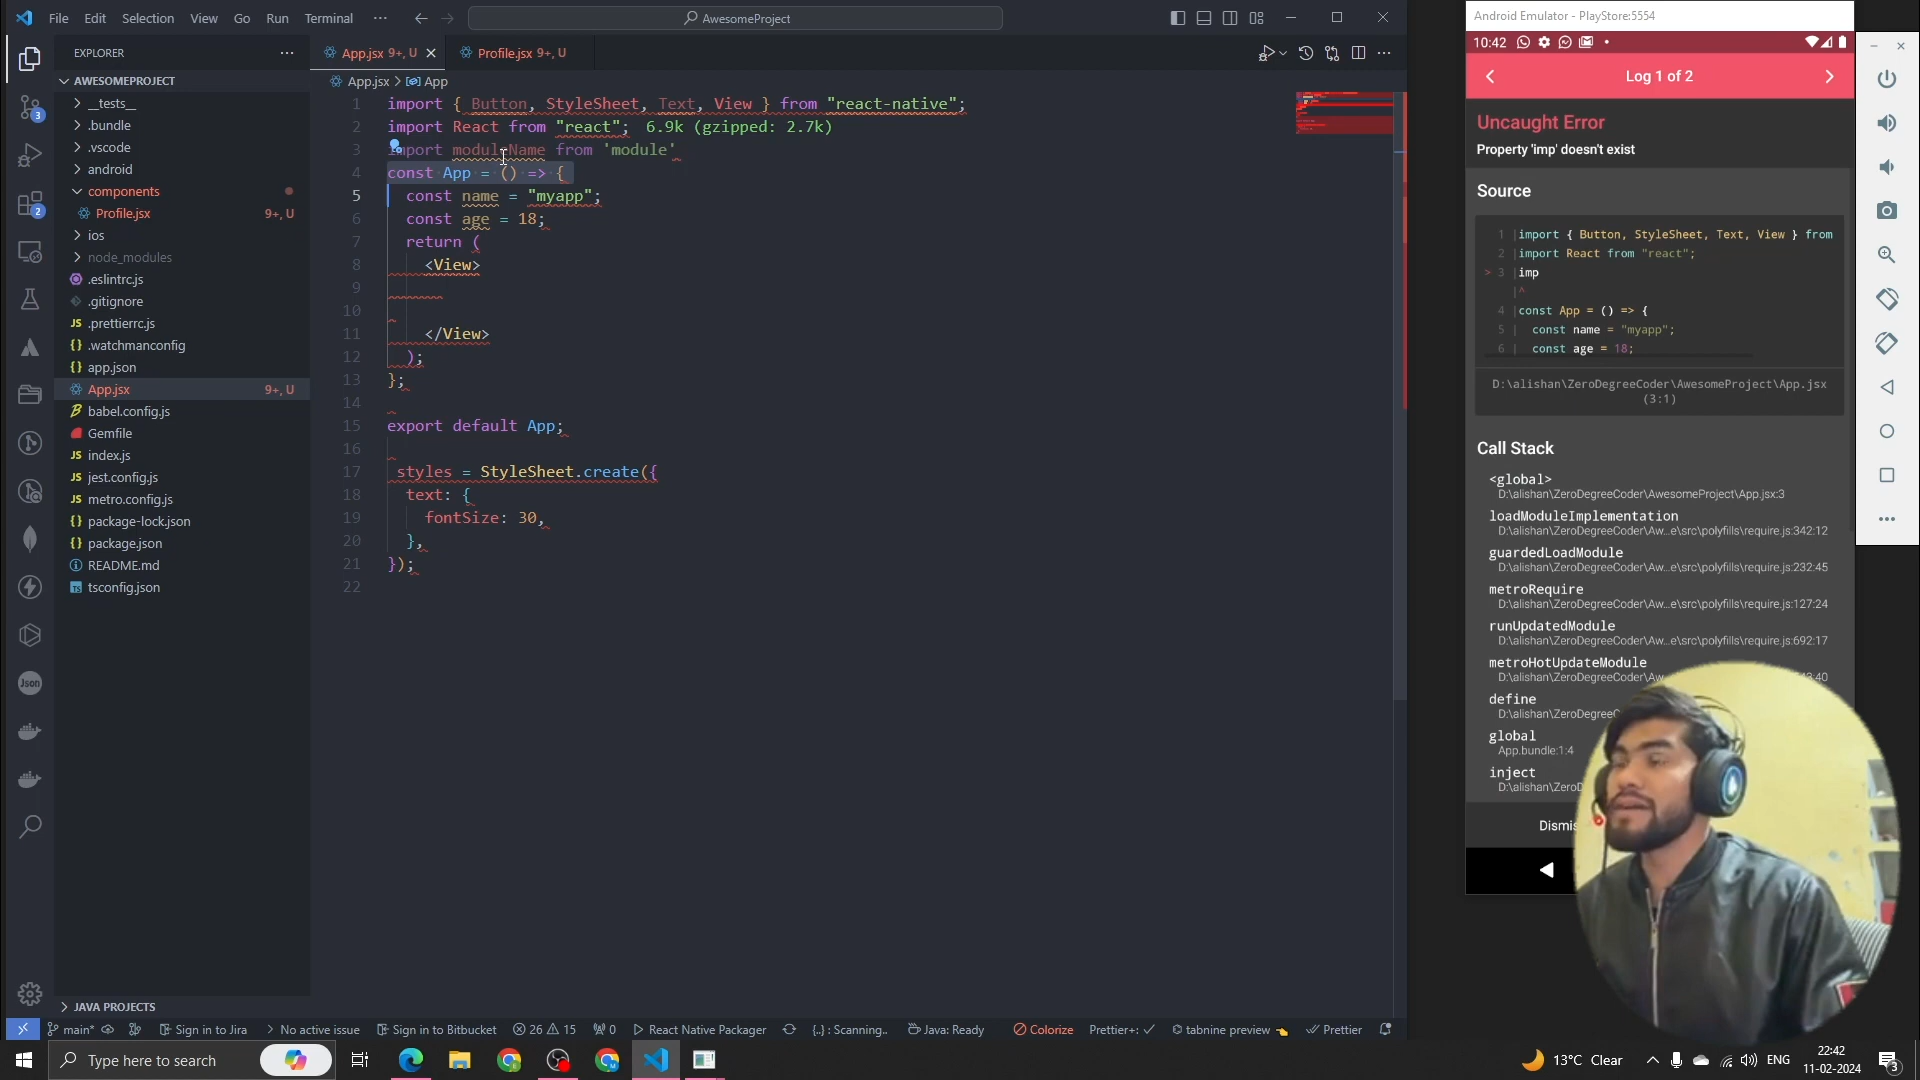 File Edit Selection View Go Run Terminal ··· AwesomeProject
EXPLORER
AWESOMEPROJECT
__tests__
.bundle
.vscode
android
components
Profile.jsx 9+, U
ios
node_modules
.eslintrc.js
.gitignore
JS .prettierrc.js
.watchmanconfig
{} app.json
App.jsx 9+, U
babel.config.js
Gemfile
JS index.js
JS jest.config.js
JS metro.config.js
{} package-lock.json
{} package.json
README.md
TS tsconfig.json
JAVA PROJECTS
3
2
Json
App.jsx 9+, U
Profile.jsx 9+, U
App.jsx > App
1 import { Button, StyleSheet, Text, View } from "react-native";
2 import React from "react"; 6.9k (gzipped: 2.7k)
3 import moduleName from 'module'
4 const App = () => {
5 const name = "myapp";
6 const age = 18;
7 return (
8 <View>
9
10
11 </View>
12 );
13 };
14
15 export default App;
16
17 styles = StyleSheet.create({
18 text: {
19 fontSize: 30,
20 },
21 });
22
main* Sign in to Jira No active issue Sign in to Bitbucket 26 15 0 React Native Packager {..} : Scanning.. Java: Ready Colorize Prettier+: tabnine preview Prettier
Type here to search
13°C Clear ENG
22:42
11-02-2024
3
Android Emulator - PlayStore:5554
10:42
Log 1 of 2
Uncaught Error
Property 'imp' doesn't exist
Source
1 |import { Button, StyleSheet, Text, View } from
2 |import React from "react";
> 3 |imp
|^
4 |const App = () => {
5 | const name = "myapp";
6 | const age = 18;
D:\alishan\ZeroDegreeCoder\AwesomeProject\App.jsx
(3:1)
Call Stack
<global>
D:\alishan\ZeroDegreeCoder\AwesomeProject\App.jsx:3
loadModuleImplementation
D:\alishan\ZeroDegreeCoder\Aw…e\src\polyfills\require.js:342:12
guardedLoadModule
D:\alishan\ZeroDegreeCoder\Aw…e\src\polyfills\require.js:232:45
metroRequire
D:\alishan\ZeroDegreeCoder\Aw…e\src\polyfills\require.js:127:24
runUpdatedModule
D:\alishan\ZeroDegreeCoder\Aw…e\src\polyfills\require.js:692:17
metroHotUpdateModule
D:\alishan\ZeroDegreeCoder\Aw
define
D:\alishan\ZeroDegreeC
global
App.bundle:1:4
inject
D:\alishan\ZeroD
Dismis